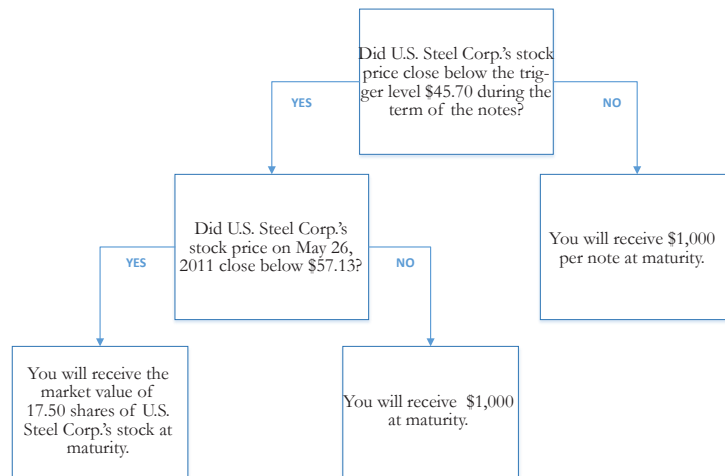 Did U.S. Steel Corp.'s stock
price close below the trig-
ger level $45.70 during the
term of the notes?
YES
NO
Did U.S. Steel Corp.'s
stock price on May 26,
2011 close below $57.13?
You will receive $1,000
per note at maturity.
YES
NO
You will receive the
market value of
17.50 shares of U.S.
Steel Corp.'s stock at
maturity.
You will receive $1,000
at maturity.